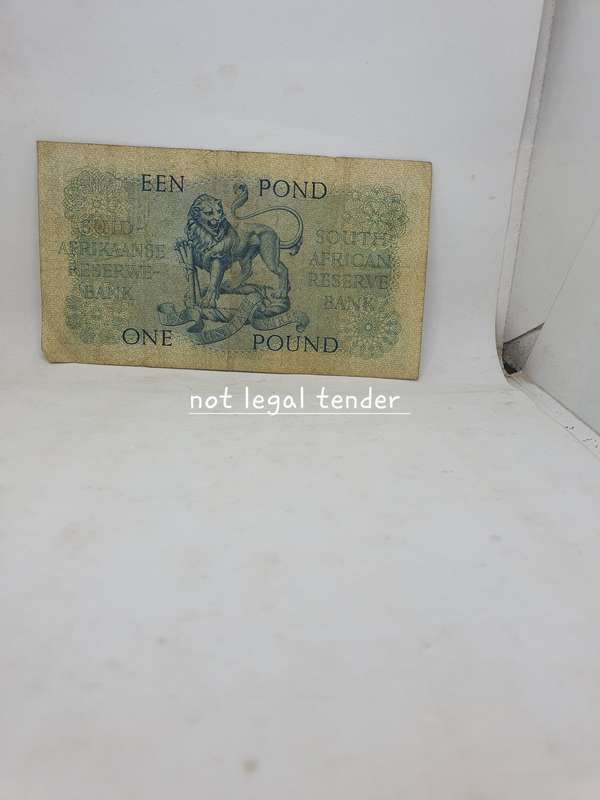 EEN POND
SUID-
AFRIKAANSE
RESERWE-
BANK
SOUTH
AFRICAN
RESERVE
BANK
ONE POUND
not legal tender